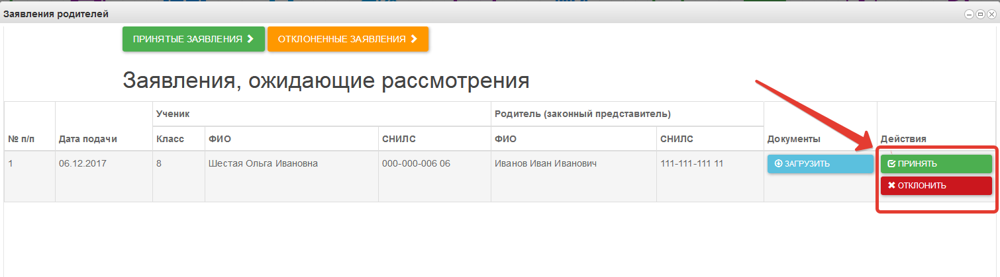 Заявления родителей
ПРИНЯТЫЕ ЗАЯВЛЕНИЯ ОТКЛОНЕННЫЕ ЗАЯВЛЕНИЯ
Заявления, ожидающие рассмотрения
Ученик Родитель (законный представитель)
№ п/п Дата подачи Класс ФИО СНИЛС ФИО СНИЛС Документы Действия
1 06.12.2017 8 Шестая Ольга Ивановна 000-000-006 06 Иванов Иван Иванович 111-111-111 11 ЗАГРУЗИТЬ ПРИНЯТЬ
ОТКЛОНИТЬ